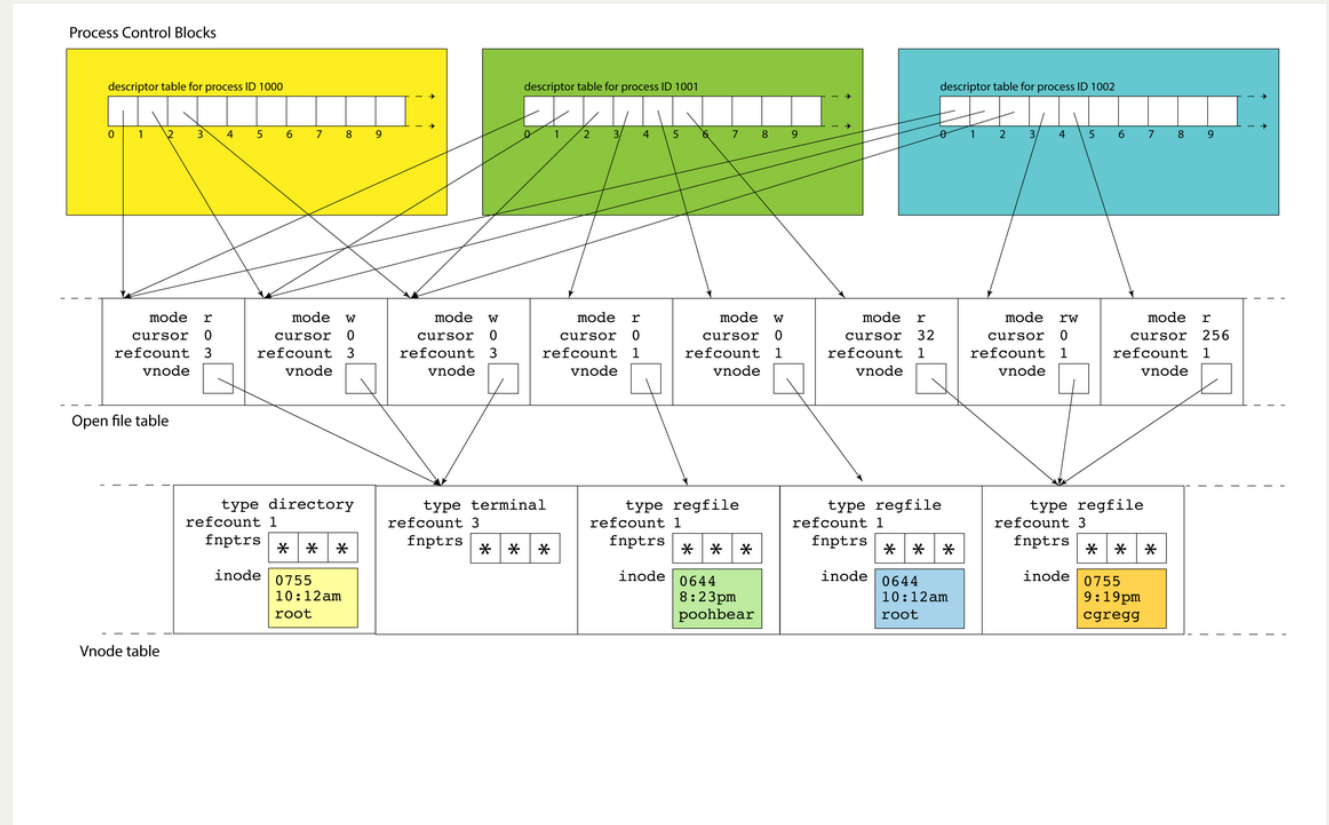 Process Control Blocks
descriptor table for process ID 1000
0 1 2 3 4 5 6 7 8 9
descriptor table for process ID 1001
0 1 2 3 4 5 6 7 8 9
descriptor table for process ID 1002
0 1 2 3 4 5 6 7 8 9
mode r
cursor 0
refcount 3
vnode
mode w
cursor 0
refcount 3
vnode
mode w
cursor 0
refcount 3
vnode
mode r
cursor 0
refcount 1
vnode
mode w
cursor 0
refcount 1
vnode
mode r
cursor 32
refcount 1
vnode
mode rw
cursor 0
refcount 1
vnode
mode r
cursor 256
refcount 1
vnode
Open file table
type directory
refcount 1
fnptrs * * *
inode 0755
10:12am
root
type terminal
refcount 3
fnptrs * * *
type regfile
refcount 1
fnptrs * * *
inode 0644
8:23pm
poohbear
type regfile
refcount 1
fnptrs * * *
inode 0644
10:12am
root
type regfile
refcount 3
fnptrs * * *
inode 0755
9:19pm
cgregg
Vnode table